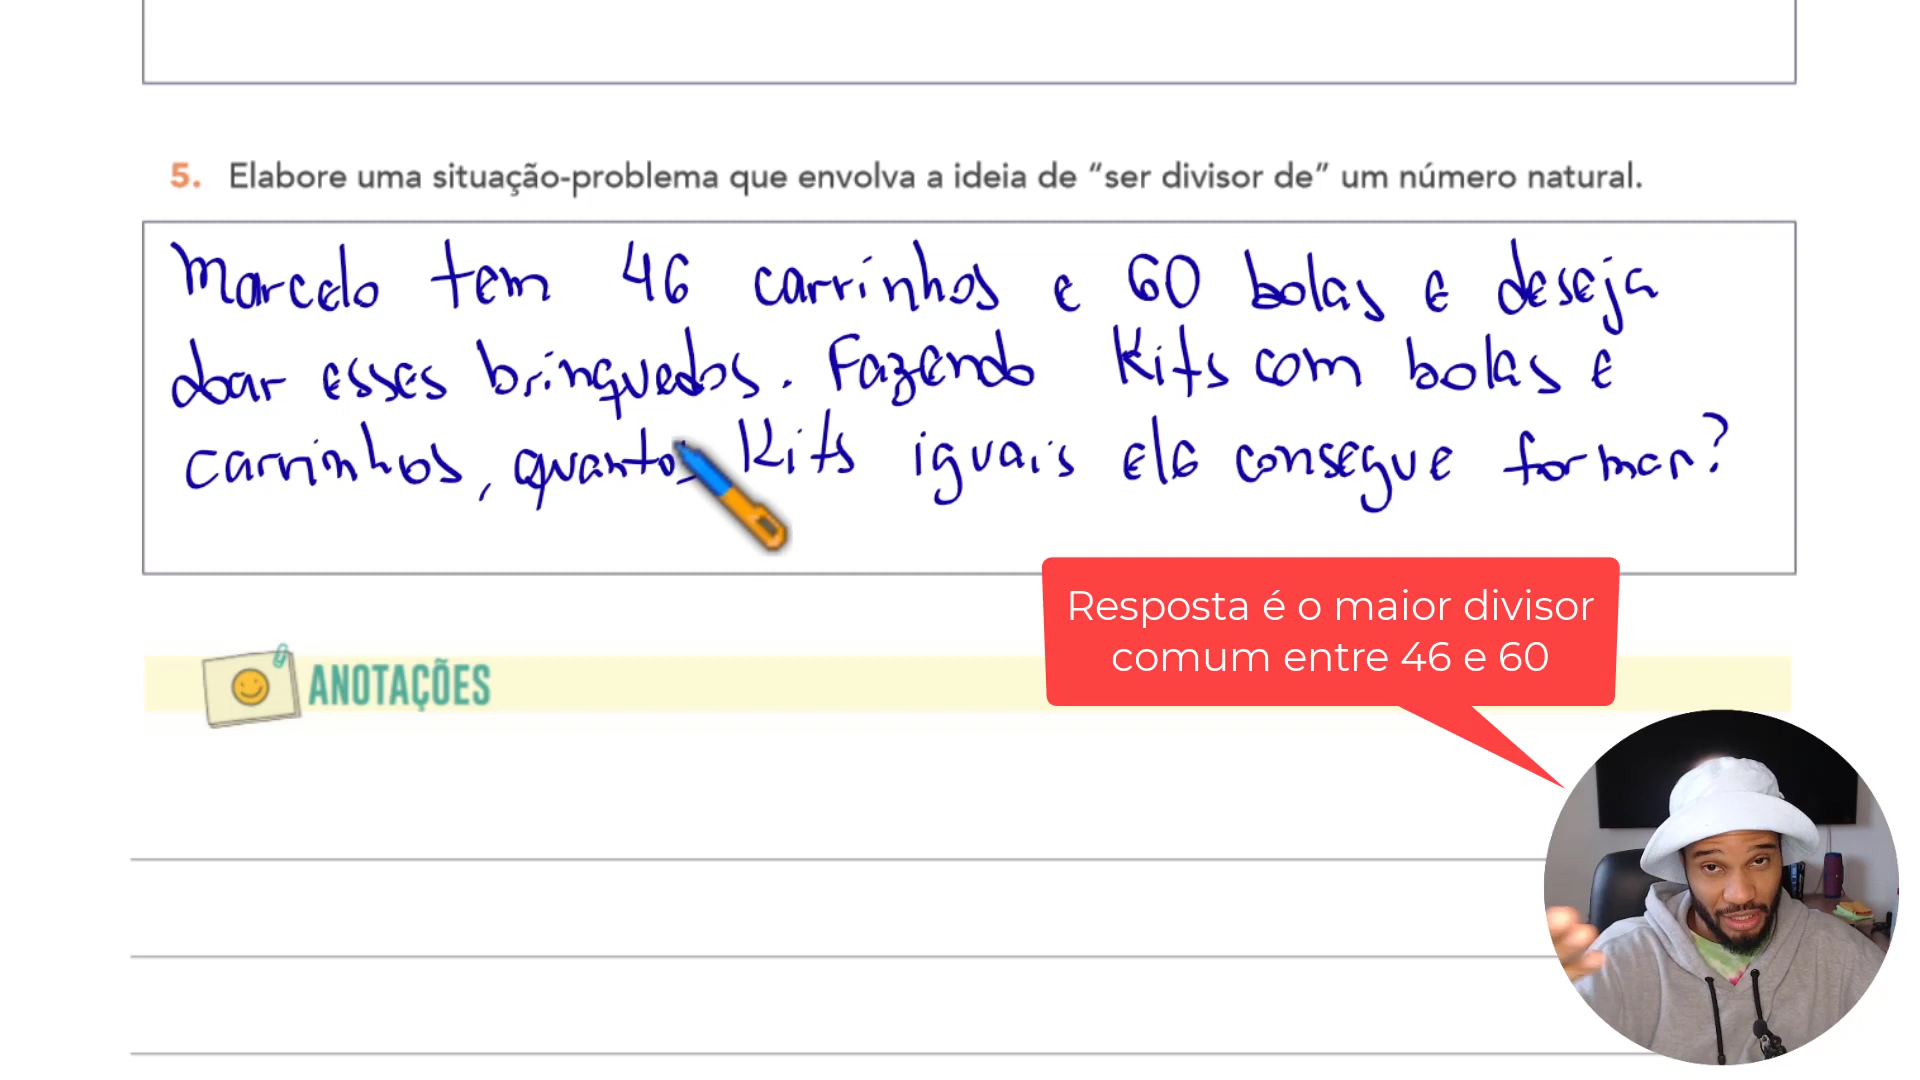 5. Elabore uma situação-problema que envolva a ideia de “ser divisor de” um número natural.
Marcelo tem 46 carrinhos e 60 bolas e deseja
doar esses brinquedos. Fazendo Kits com bolas e
carrinhos, quantos Kits iguais ele consegue formar?
Resposta é o maior divisor
comum entre 46 e 60
ANOTAÇÕES